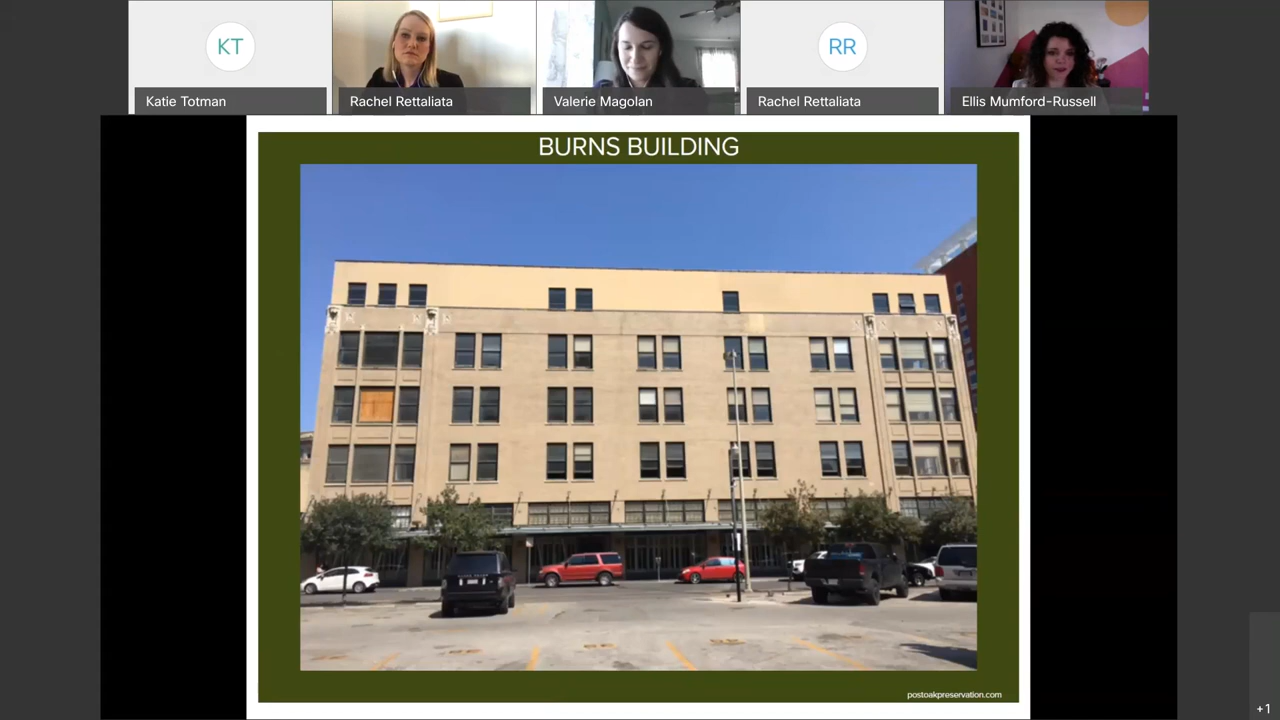 KT
Katie Totman
Rachel Rettaliata
Valerie Magolan
RR
Rachel Rettaliata
Ellis Mumford-Russell
BURNS BUILDING
postoakpreservation.com
+1